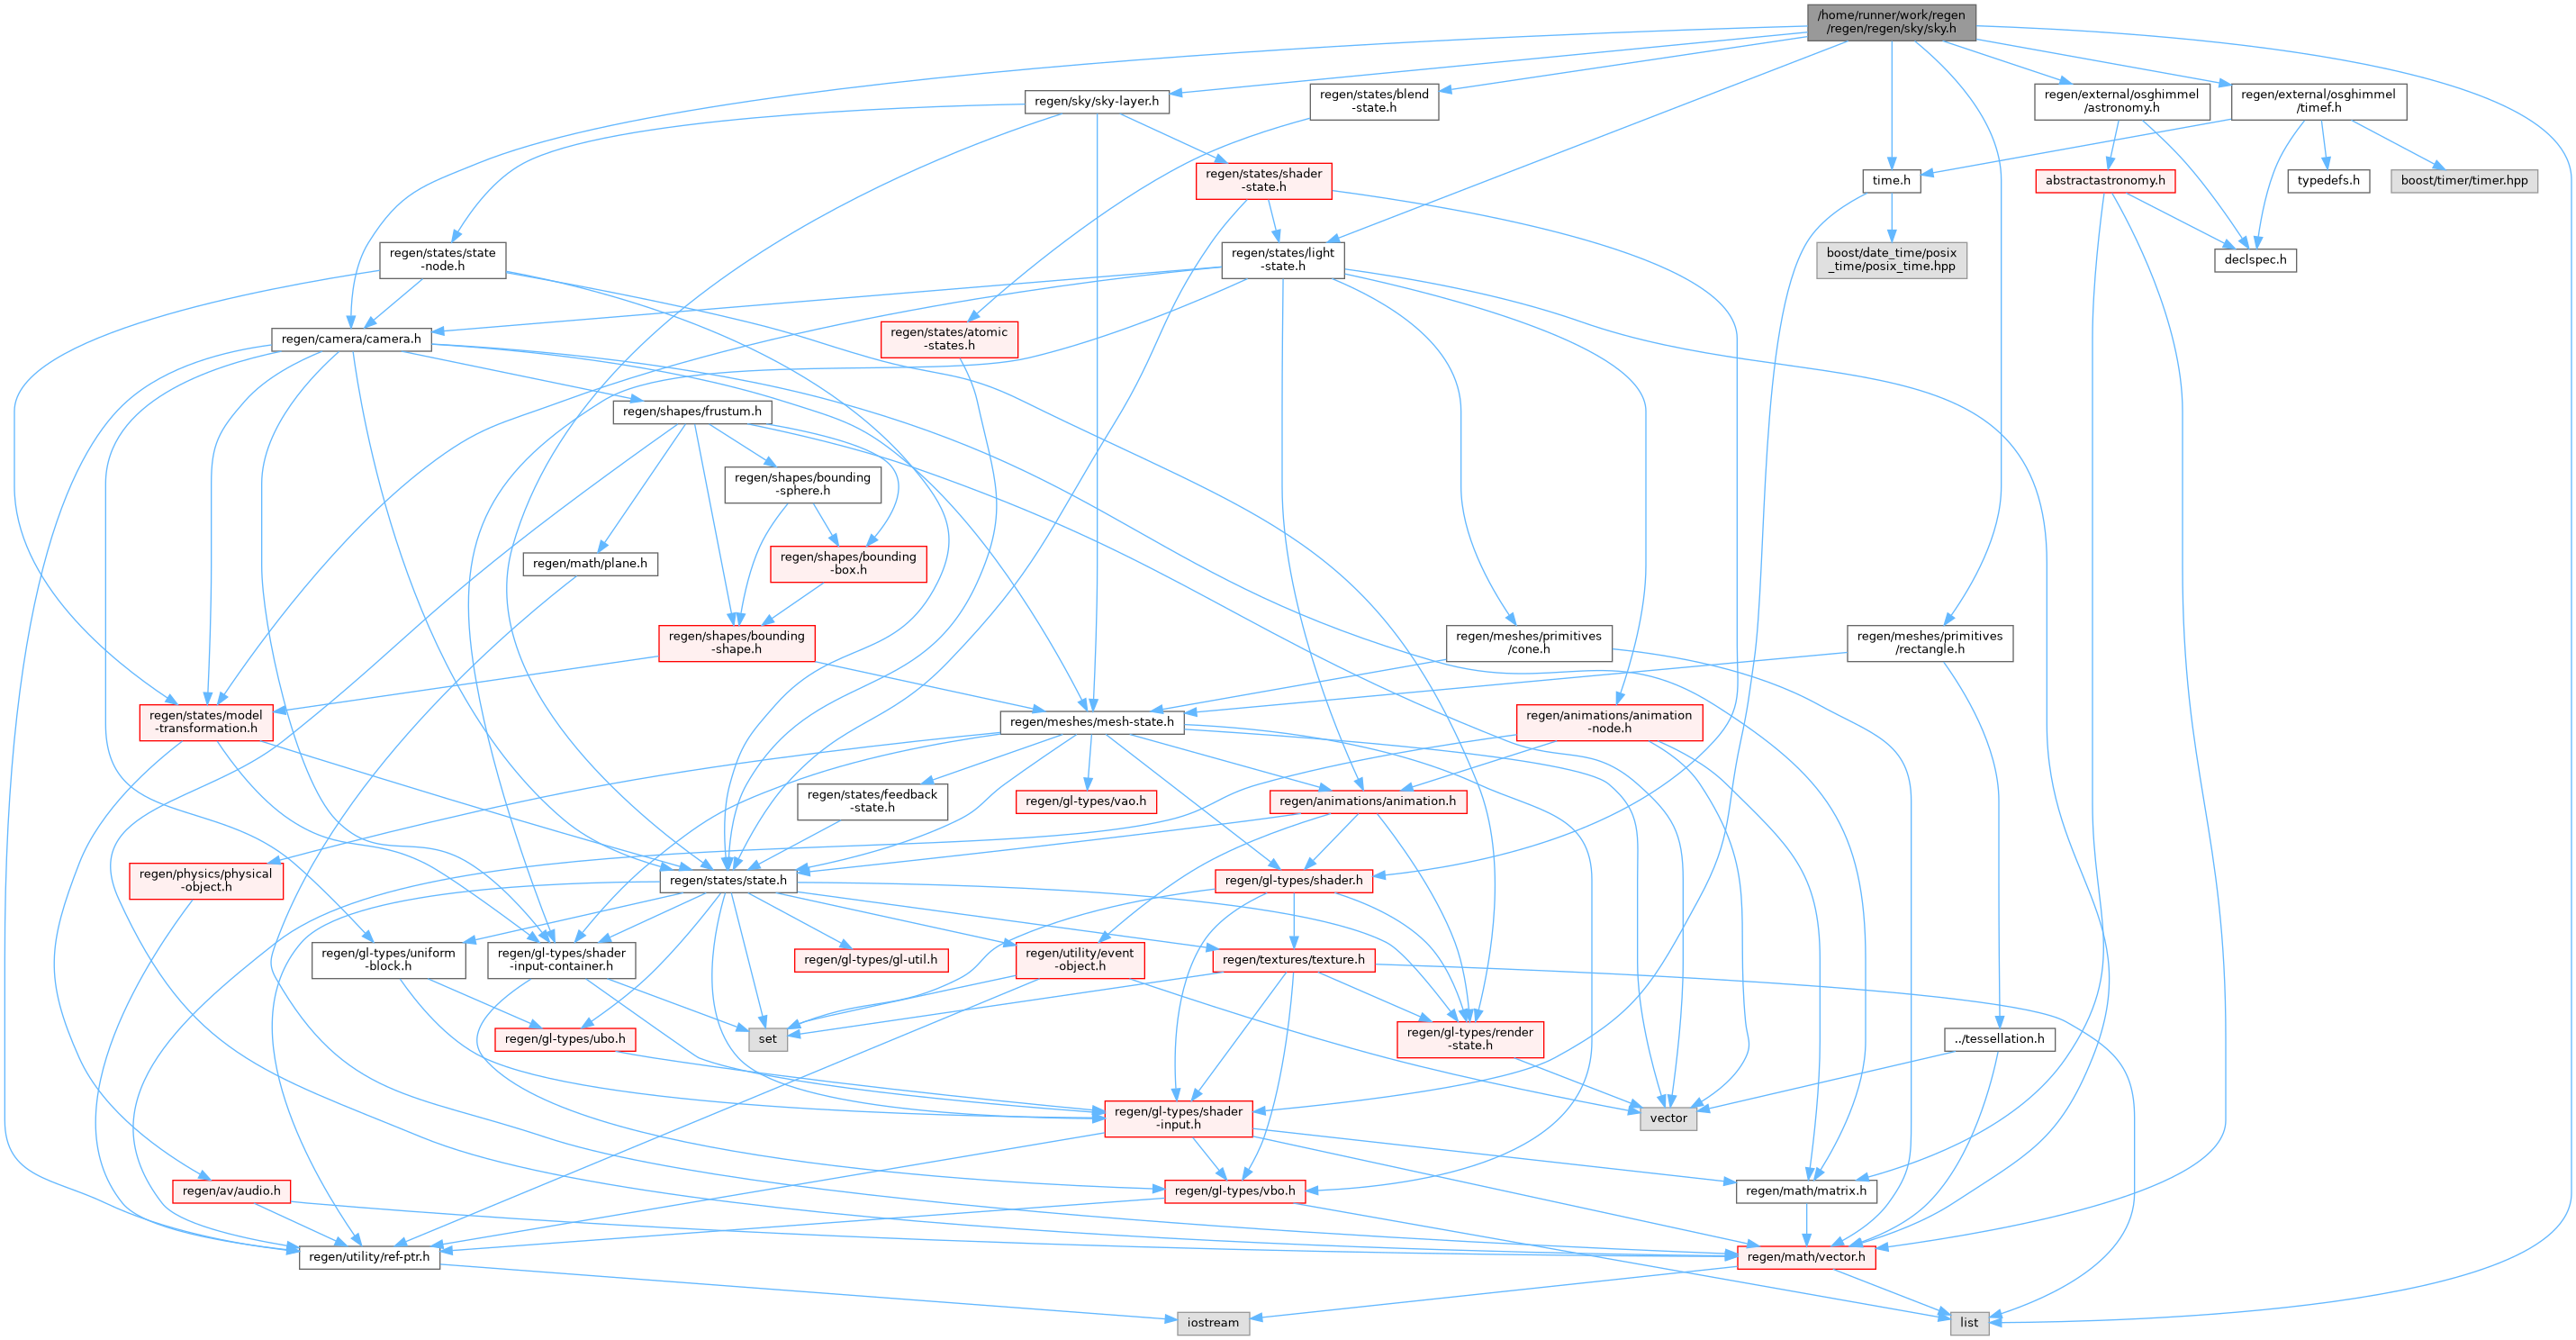 /home/runner/work/regen
/regen/regen/sky/sky.h
regen/sky/sky-layer.h
regen/states/blend
-state.h
regen/external/osghimmel
/astronomy.h
regen/external/osghimmel
/timef.h
regen/states/shader
-state.h
time.h
abstractastronomy.h
typedefs.h
boost/timer/timer.hpp
regen/states/state
-node.h
regen/states/light
-state.h
boost/date_time/posix
_time/posix_time.hpp
declspec.h
regen/camera/camera.h
regen/states/atomic
-states.h
regen/shapes/frustum.h
regen/shapes/bounding
-sphere.h
regen/math/plane.h
regen/shapes/bounding
-box.h
regen/shapes/bounding
-shape.h
regen/meshes/primitives
/cone.h
regen/meshes/primitives
/rectangle.h
regen/states/model
-transformation.h
regen/meshes/mesh-state.h
regen/animations/animation
-node.h
regen/states/feedback
-state.h
regen/gl-types/vao.h
regen/animations/animation.h
regen/physics/physical
-object.h
regen/states/state.h
regen/gl-types/shader.h
regen/gl-types/uniform
-block.h
regen/gl-types/shader
-input-container.h
regen/gl-types/gl-util.h
regen/utility/event
-object.h
regen/textures/texture.h
regen/gl-types/ubo.h
set
regen/gl-types/render
-state.h
../tessellation.h
regen/gl-types/shader
-input.h
vector
regen/av/audio.h
regen/gl-types/vbo.h
regen/math/matrix.h
regen/utility/ref-ptr.h
regen/math/vector.h
iostream
list